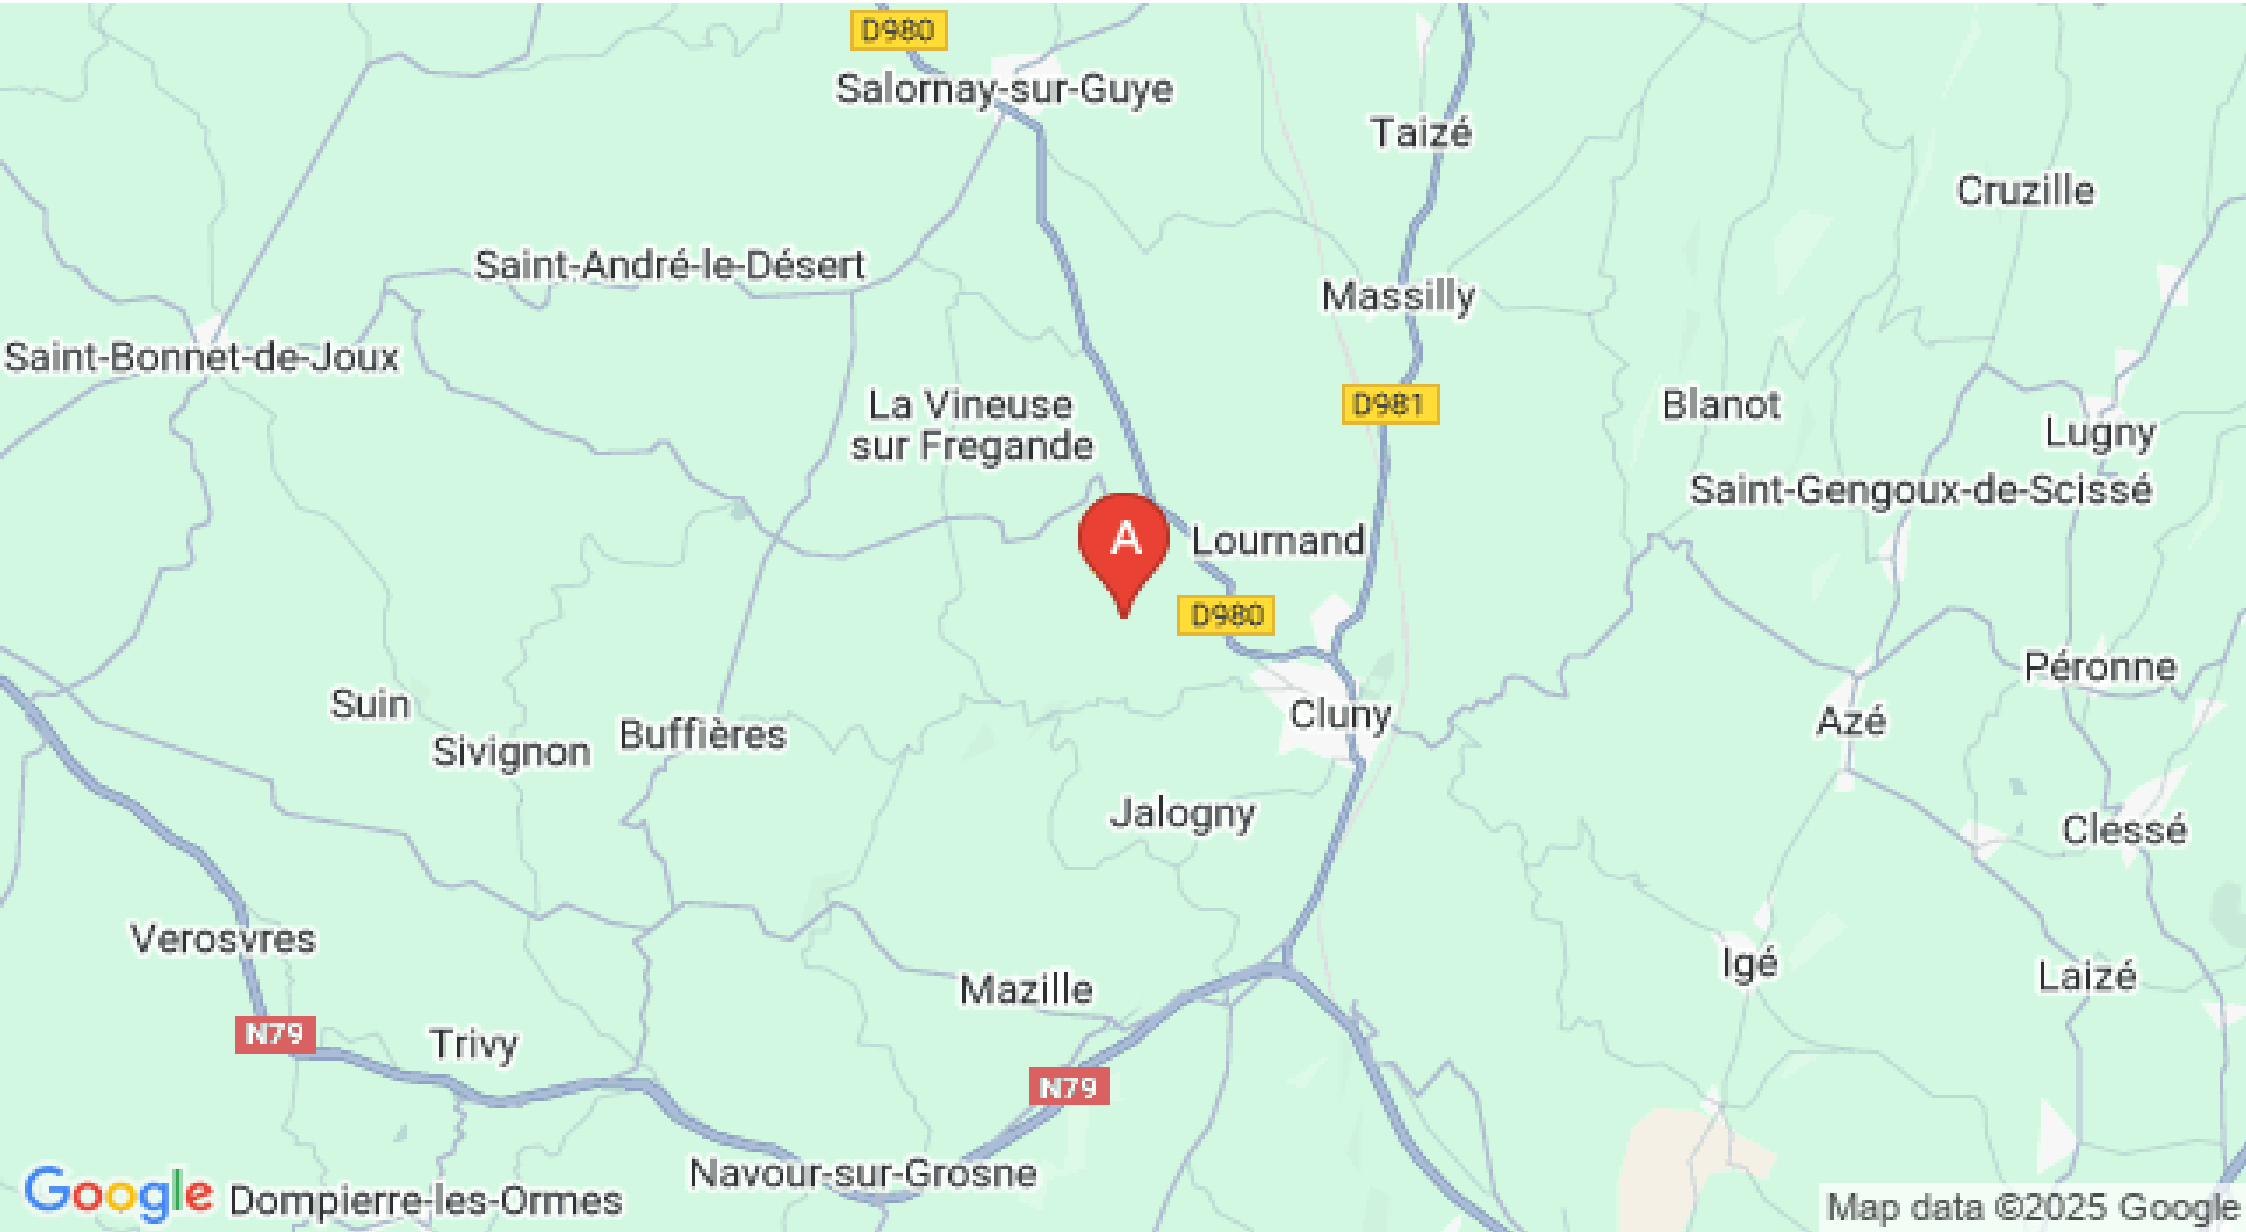 D980
Salornay-sur-Guye
Taizé
Cruzille
Saint-André-le-Désert
Massilly
Saint-Bonnet-de-Joux
La Vineuse
sur Fregande
D981
Blanot
Lugny
Saint-Gengoux-de-Scissé
A
Lournand
D980
Péronne
Suin
Cluny
Azé
Buffières
Sivignon
Jalogny
Clessé
Verosvres
Igé
Laizé
Mazille
N79
Trivy
N79
Navour-sur-Grosne
Google
Dompierre-les-Ormes
Map data ©2025 Google